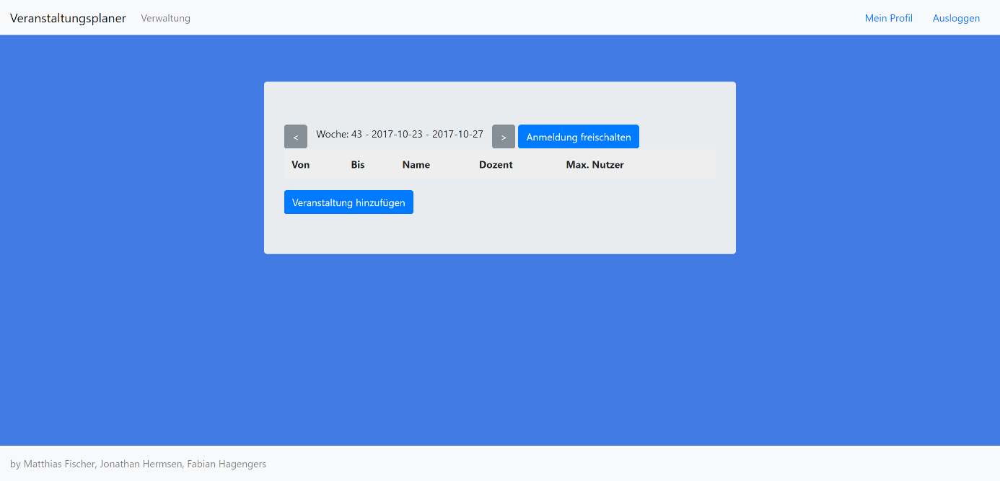 Veranstaltungsplaner Verwaltung Mein Profil Ausloggen
< Woche: 43 - 2017-10-23 - 2017-10-27 > Anmeldung freischalten
Von Bis Name Dozent Max. Nutzer
Veranstaltung hinzufügen
by Matthias Fischer, Jonathan Hermsen, Fabian Hagengers